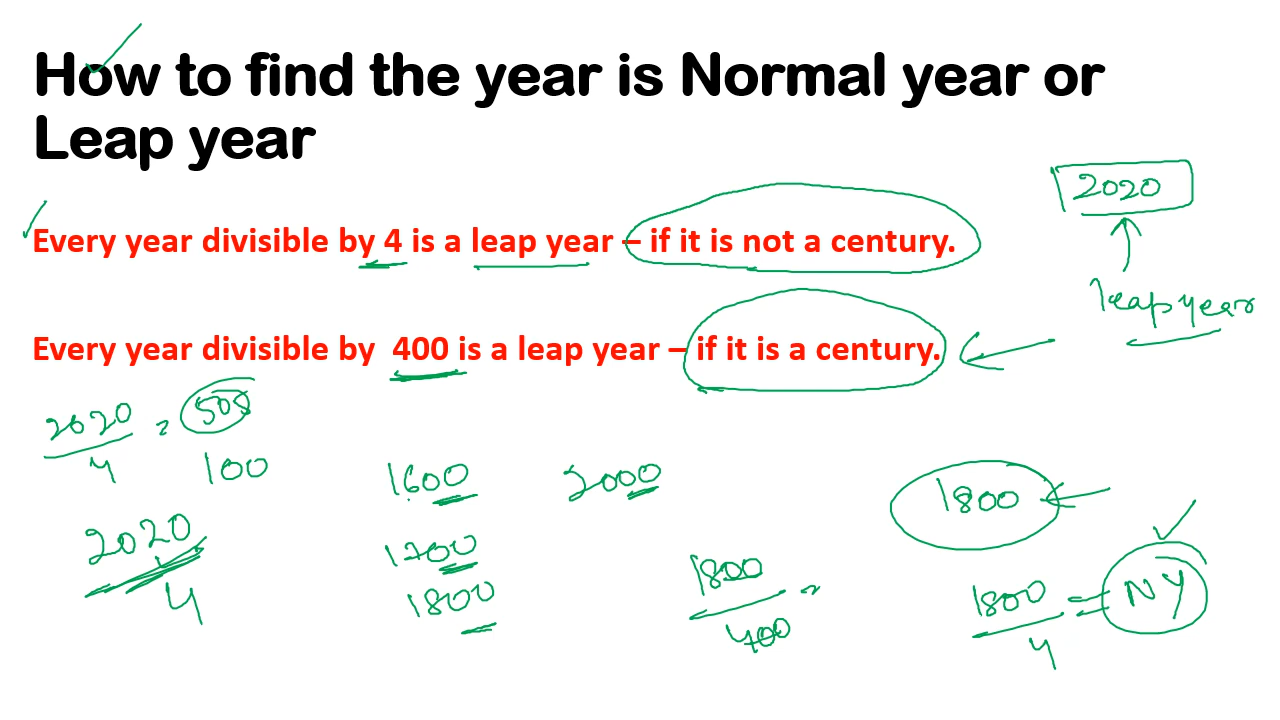 How to find the year is Normal year or
Leap year
2020
Every year divisible by 4 is a leap year – if it is not a century.
leap year
Every year divisible by 400 is a leap year – if it is a century.
2020 / 4 = 505
100
1600
2000
1800
2020 / 4
1700
1800
1800 / 400 =
1800 / 4 = NY